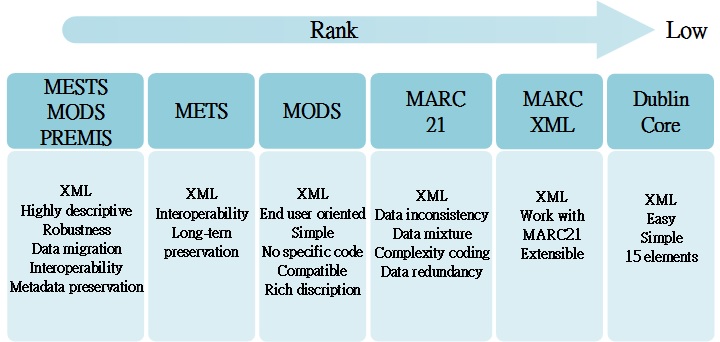 Rank
Low
MESTS
MODS
PREMIS
METS
MODS
MARC
21
MARC
XML
Dublin
Core
XML
Highly descriptive
Robustness
Data migration
Interoperability
Metadata preservation
XML
Interoperability
Long-tern
preservation
XML
End user oriented
Simple
No specific code
Compatible
Rich discription
XML
Data inconsistency
Data mixture
Complexity coding
Data redundancy
XML
Work with
MARC21
Extensible
XML
Easy
Simple
15 elements